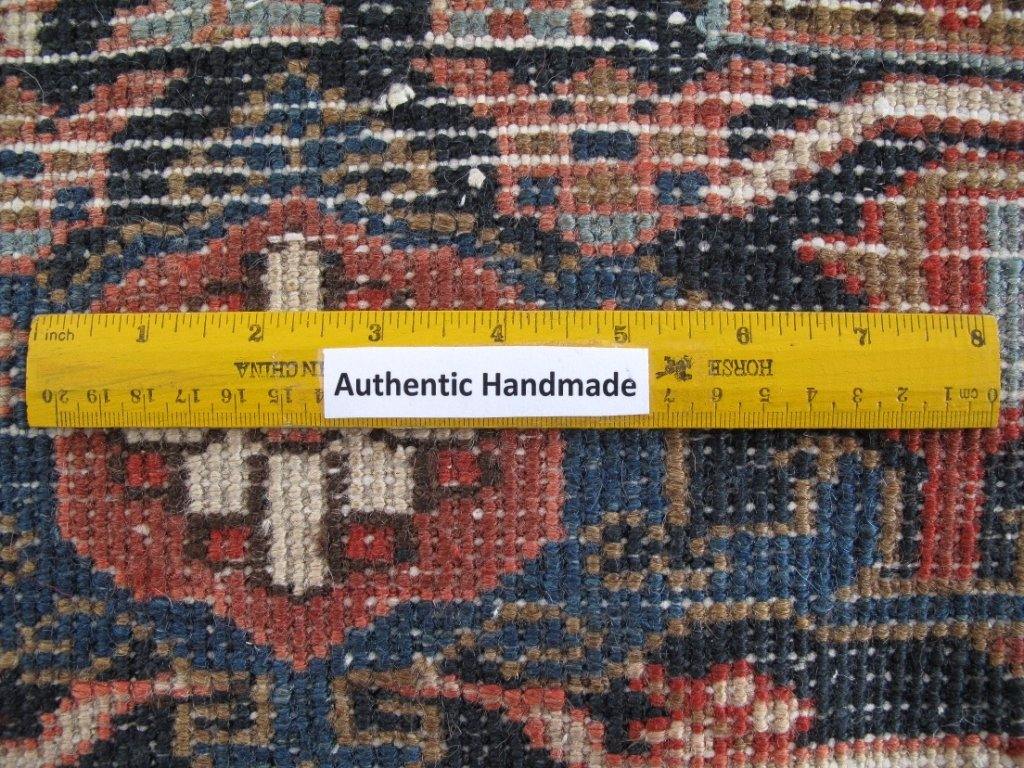 inch 1 2 3 4 5 6 7 8
IN CHINA
HORSE
Authentic Handmade
20 19 18 17 16 15 7 6 5 4 3 2 1 cm 0